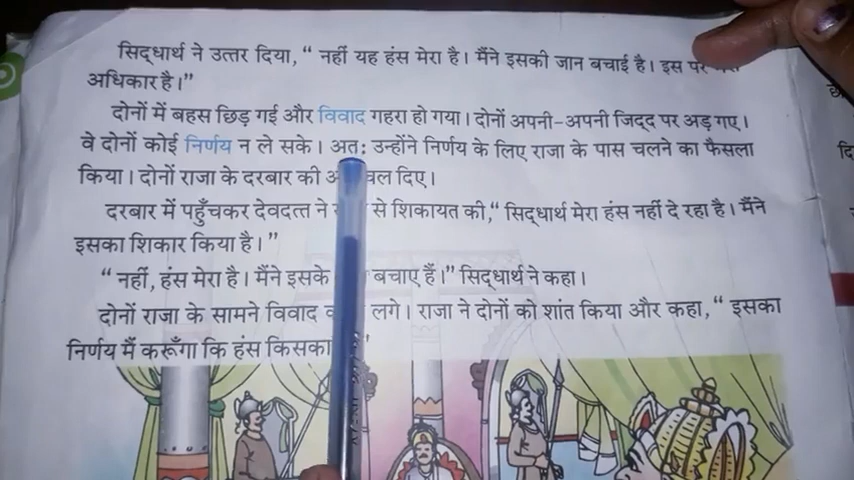 सिद्धार्थ ने उत्तर दिया, “ नहीं यह हंस मेरा है। मैंने इसकी जान बचाई है। इस पर
अधिकार है।”
दोनों में बहस छिड़ गई और विवाद गहरा हो गया। दोनों अपनी-अपनी जिद्द पर अड़ गए।
वे दोनों कोई निर्णय न ले सके। अत: उन्होंने निर्णय के लिए राजा के पास चलने का फैसला
किया। दोनों राजा के दरबार की चल दिए।
दरबार में पहुँचकर देवदत्त ने से शिकायत की,“ सिद्धार्थ मेरा हंस नहीं दे रहा है। मैंने
इसका शिकार किया है।”
“ नहीं, हंस मेरा है। मैंने इसके बचाए हैं।” सिद्धार्थ ने कहा।
दोनों राजा के सामने विवाद लगे। राजा ने दोनों को शांत किया और कहा, “ इसका
निर्णय मैं करूँगा कि हंस किसका